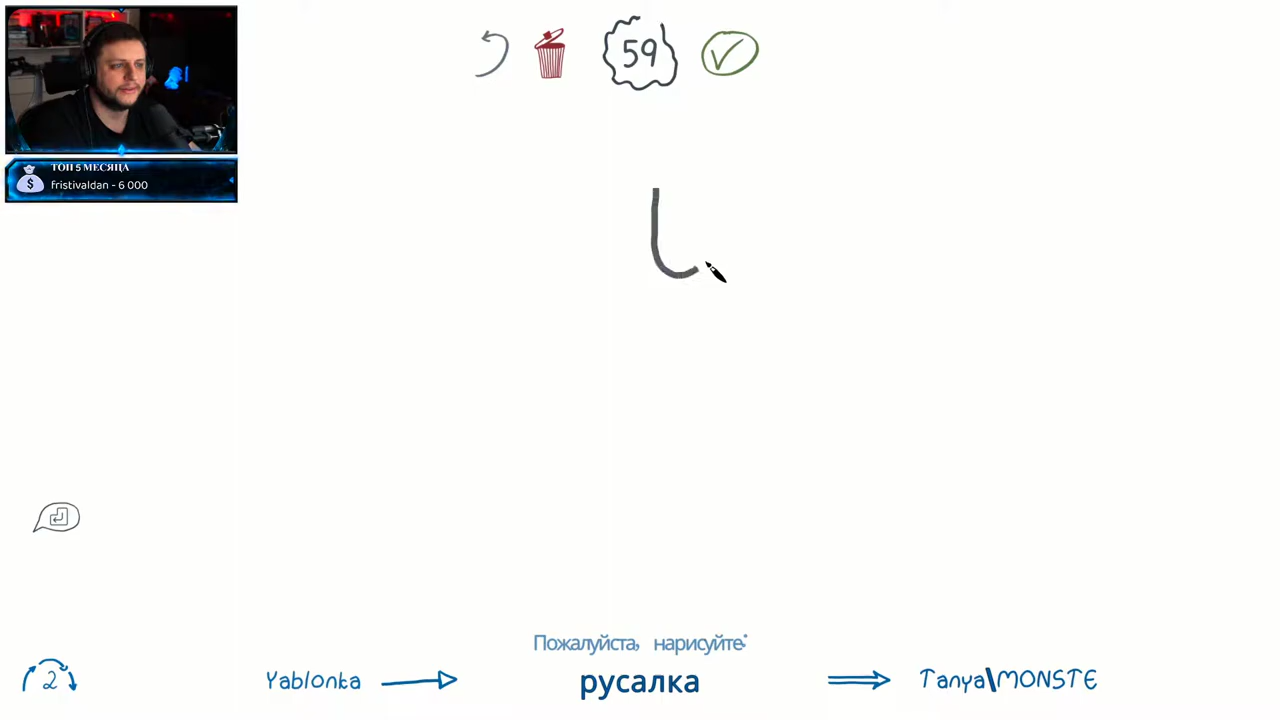 59
ТОП 5 МЕСЯЦА
fristivaldan - 6 000
Пожалуйста, нарисуйте:
2 Yablonka русалка Tanya\MONSTE